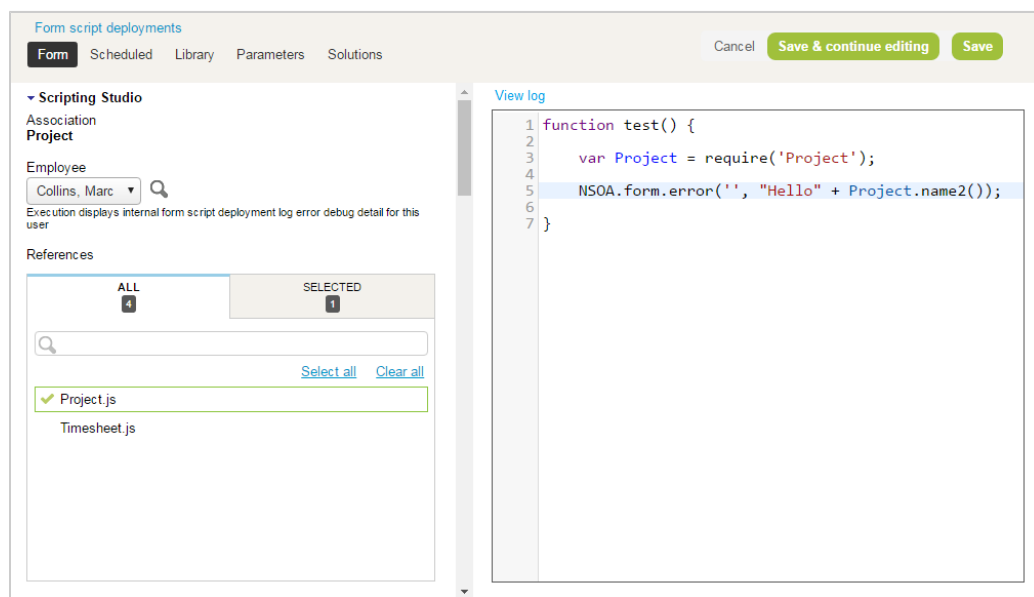 Form script deployments
Form Scheduled Library Parameters Solutions
Cancel Save & continue editing Save
Scripting Studio
Association
Project
Employee
Collins, Marc
Execution displays internal form script deployment log error debug detail for this
user
References
ALL
4
SELECTED
1
Select all Clear all
Project.js
Timesheet.js
View log
1 function test() {
2
3 var Project = require('Project');
4
5 NSOA.form.error('', "Hello" + Project.name2());
6
7 }